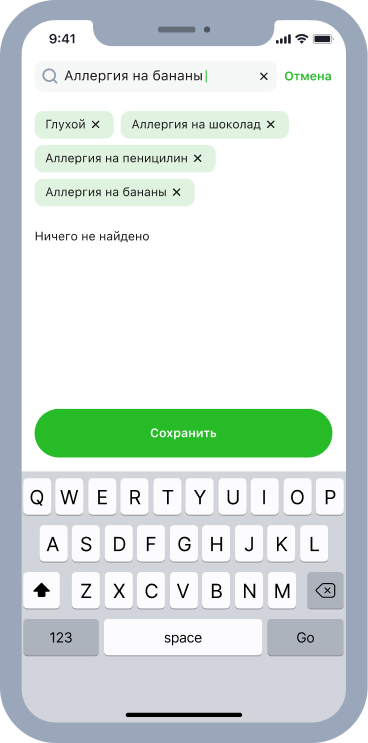 9:41
Аллергия на бананы ✕ Отмена
Глухой ✕ Аллергия на шоколад ✕
Аллергия на пеницилин ✕
Аллергия на бананы ✕
Ничего не найдено
Сохранить
Q W E R T Y U I O P
A S D F G H J K L
Z X C V B N M
123 space Go